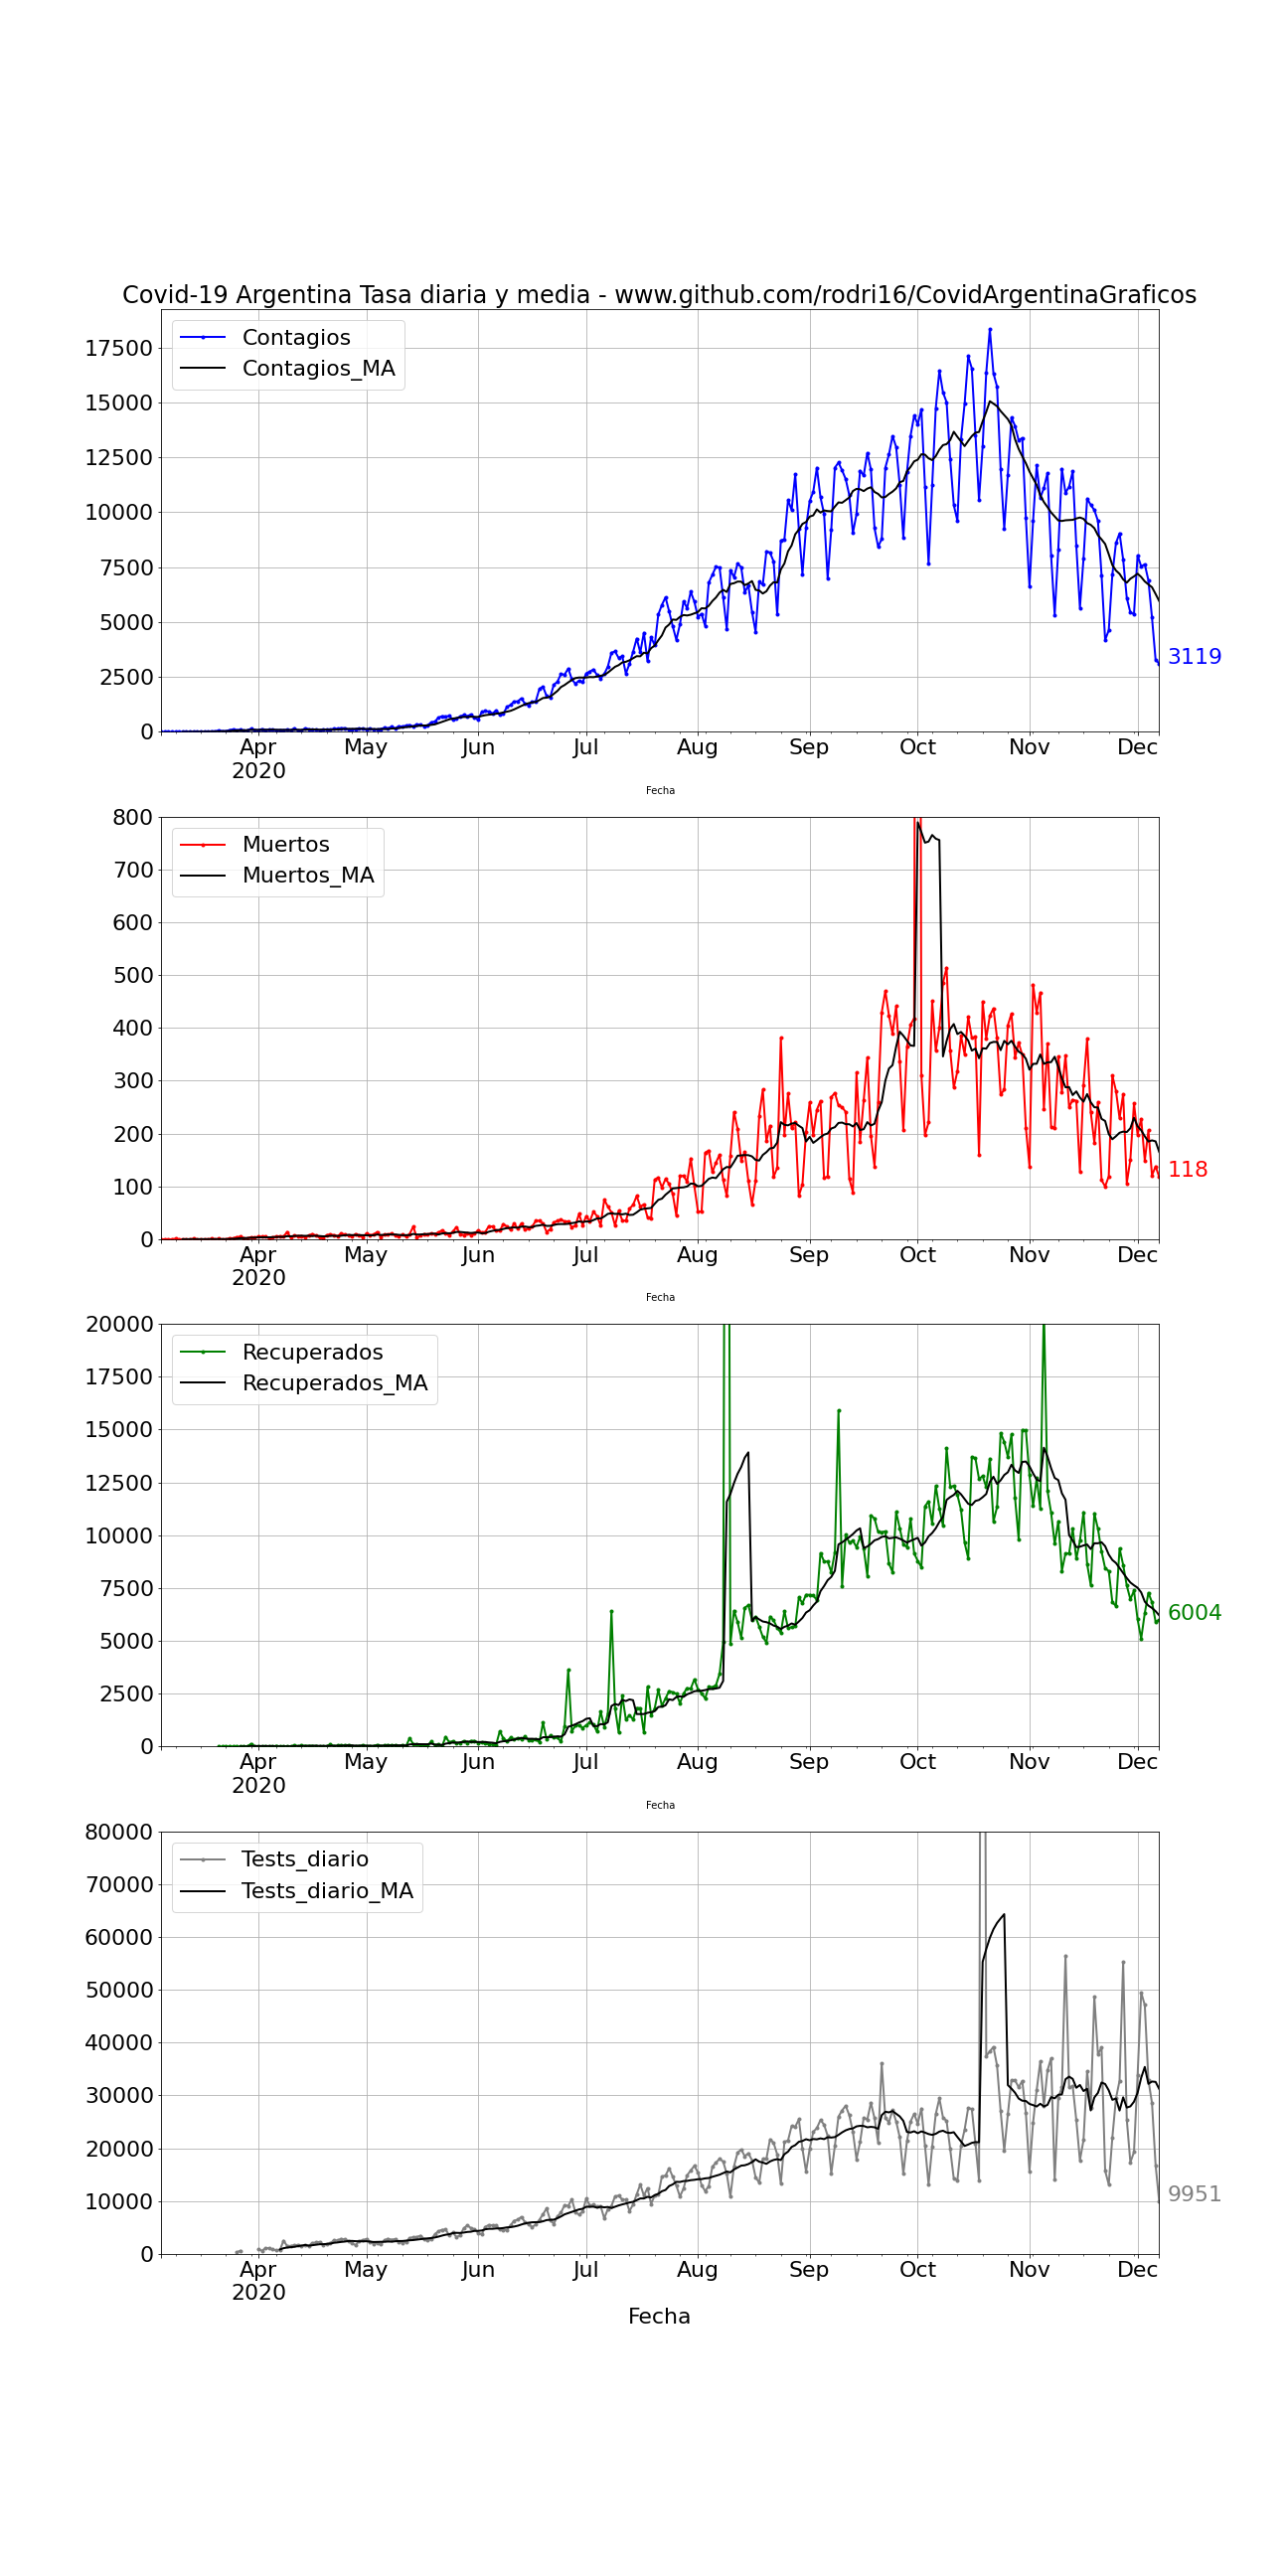 Covid-19 Argentina Tasa diaria y media - www.github.com/rodri16/CovidArgentinaGraficos
Contagios
Contagios_MA
17500
15000
12500
10000
7500
5000
2500
0
3119
Apr May Jun Jul Aug Sep Oct Nov Dec
2020
Fecha
Muertos
Muertos_MA
800
700
600
500
400
300
200
100
0
118
Apr May Jun Jul Aug Sep Oct Nov Dec
2020
Fecha
Recuperados
Recuperados_MA
20000
17500
15000
12500
10000
7500
5000
2500
0
6004
Apr May Jun Jul Aug Sep Oct Nov Dec
2020
Fecha
Tests_diario
Tests_diario_MA
80000
70000
60000
50000
40000
30000
20000
10000
0
9951
Apr May Jun Jul Aug Sep Oct Nov Dec
2020
Fecha